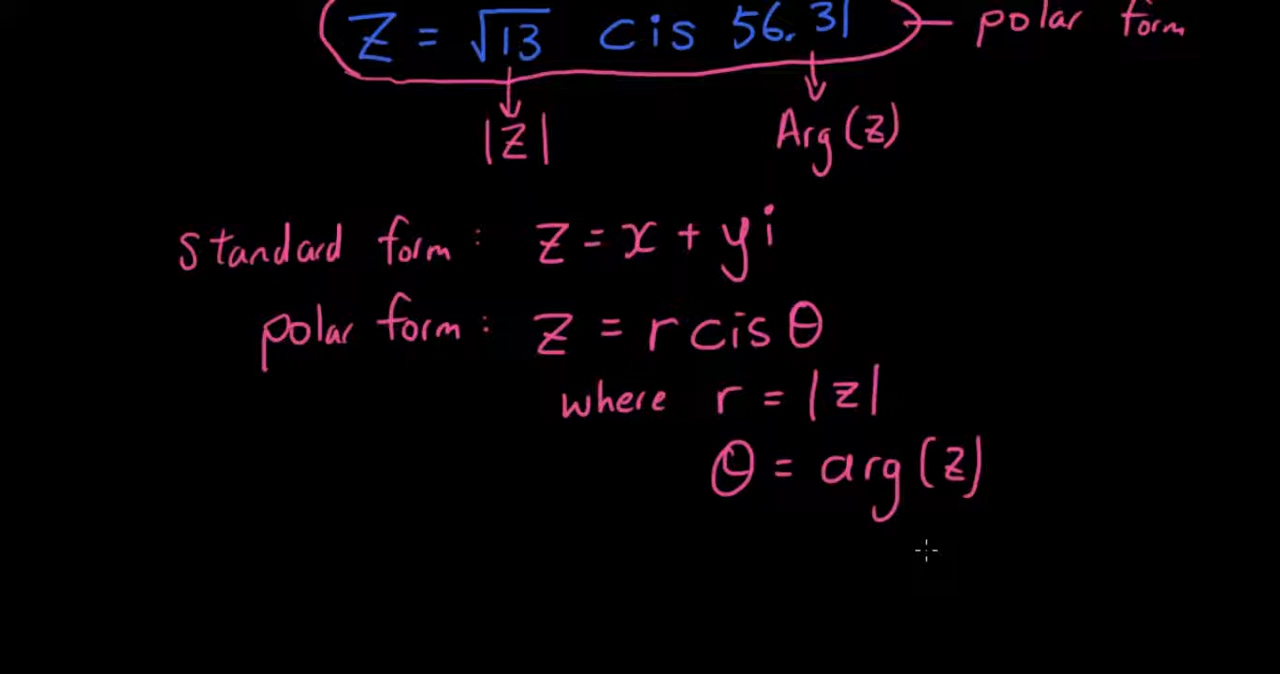 Z = √13 cis 56.31 — polar form
|Z| Arg(z)
standard form: Z = x + yi
polar form: Z = r cis θ
where r = |z|
θ = arg(z)